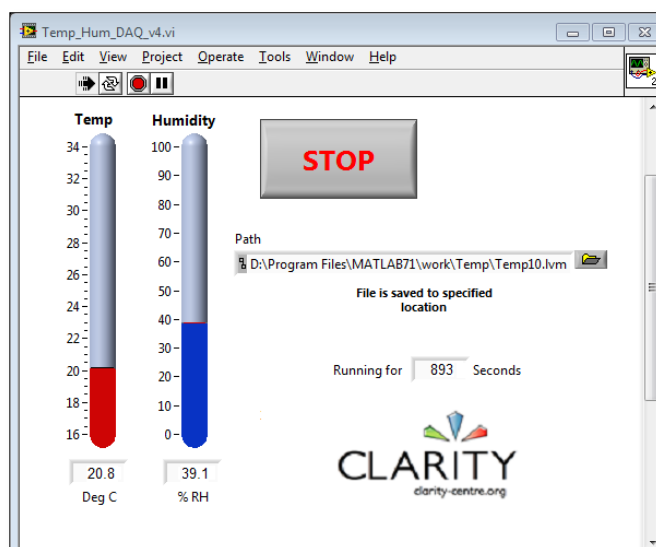 Temp_Hum_DAQ_v4.vi
File Edit View Project Operate Tools Window Help
2
Temp Humidity
34 100
32 90
30 80
28 70
26 60
24 50
22 40
20 30
18 20
16 10
0
20.8 39.1
Deg C % RH
STOP
Path
D:\Program Files\MATLAB71\work\Temp\Temp10.lvm
File is saved to specified
location
Running for 893 Seconds
CLARITY
clarity-centre.org